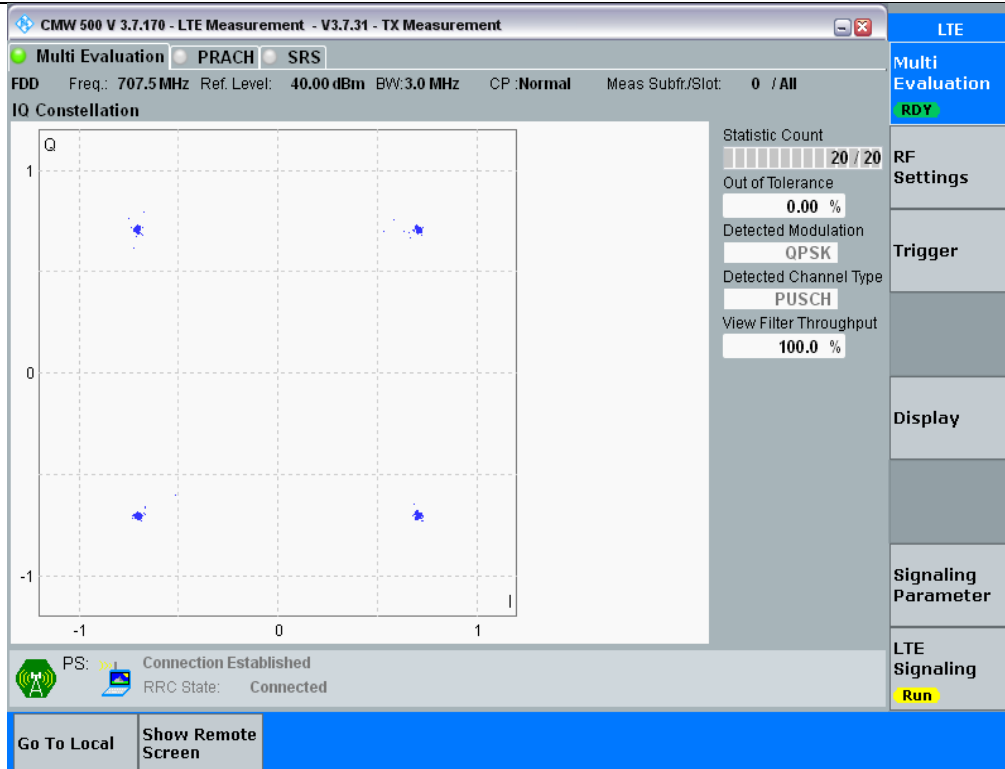 CMW 500 V 3.7.170 - LTE Measurement - V3.7.31 - TX Measurement
LTE
Multi Evaluation PRACH SRS
FDD Freq.: 707.5 MHz Ref. Level: 40.00 dBm BW:3.0 MHz CP :Normal Meas Subfr./Slot: 0 / All
IQ Constellation
Q
1
0
-1
-1 0 1
I
Statistic Count
20 / 20
Out of Tolerance
0.00 %
Detected Modulation
QPSK
Detected Channel Type
PUSCH
View Filter Throughput
100.0 %
Multi
Evaluation
RDY
RF
Settings
Trigger
Display
Signaling
Parameter
LTE
Signaling
Run
PS: Connection Established
RRC State: Connected
Go To Local
Show Remote
Screen